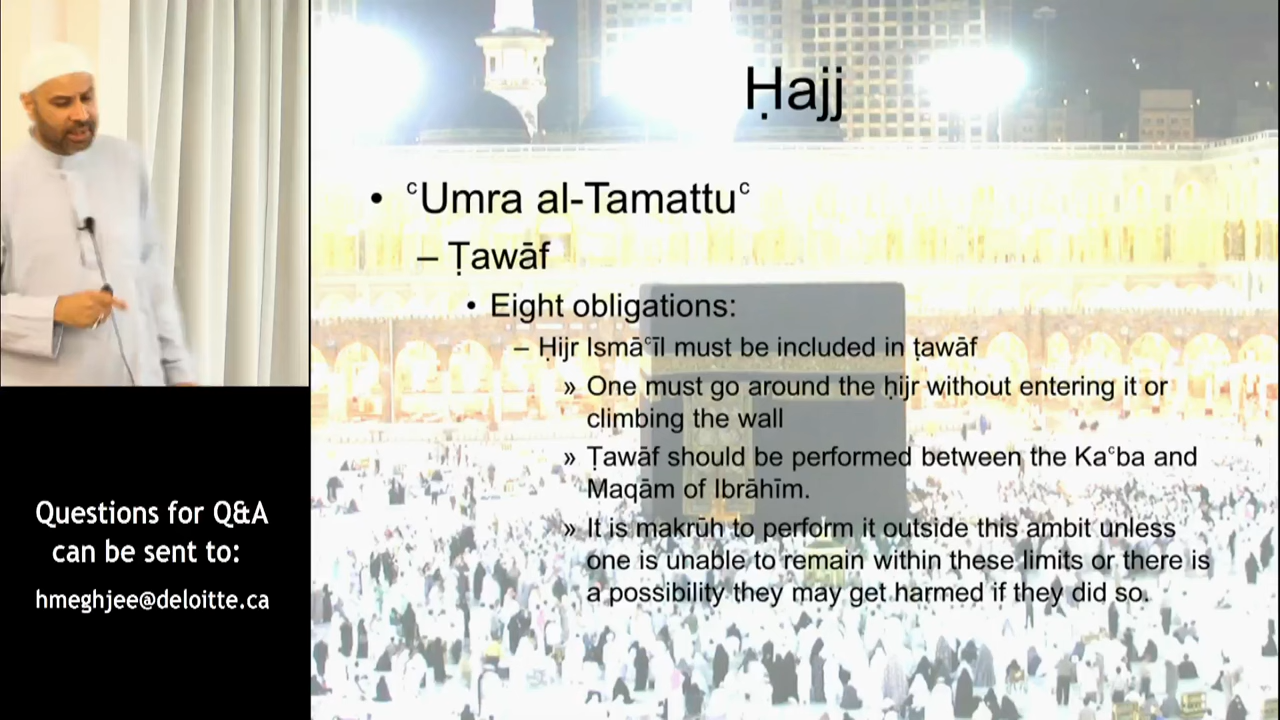 Ḥajj
• ᶜUmra al-Tamattuᶜ
– Ṭawāf
• Eight obligations:
– Ḥijr Ismāᶜīl must be included in ṭawāf
» One must go around the ḥijr without entering it or
climbing the wall
» Ṭawāf should be performed between the Kaᶜba and
Maqām of Ibrāhīm.
» It is makrūh to perform it outside this ambit unless
one is unable to remain within these limits or there is
a possibility they may get harmed if they did so.
Questions for Q&A
can be sent to:
hmeghjee@deloitte.ca